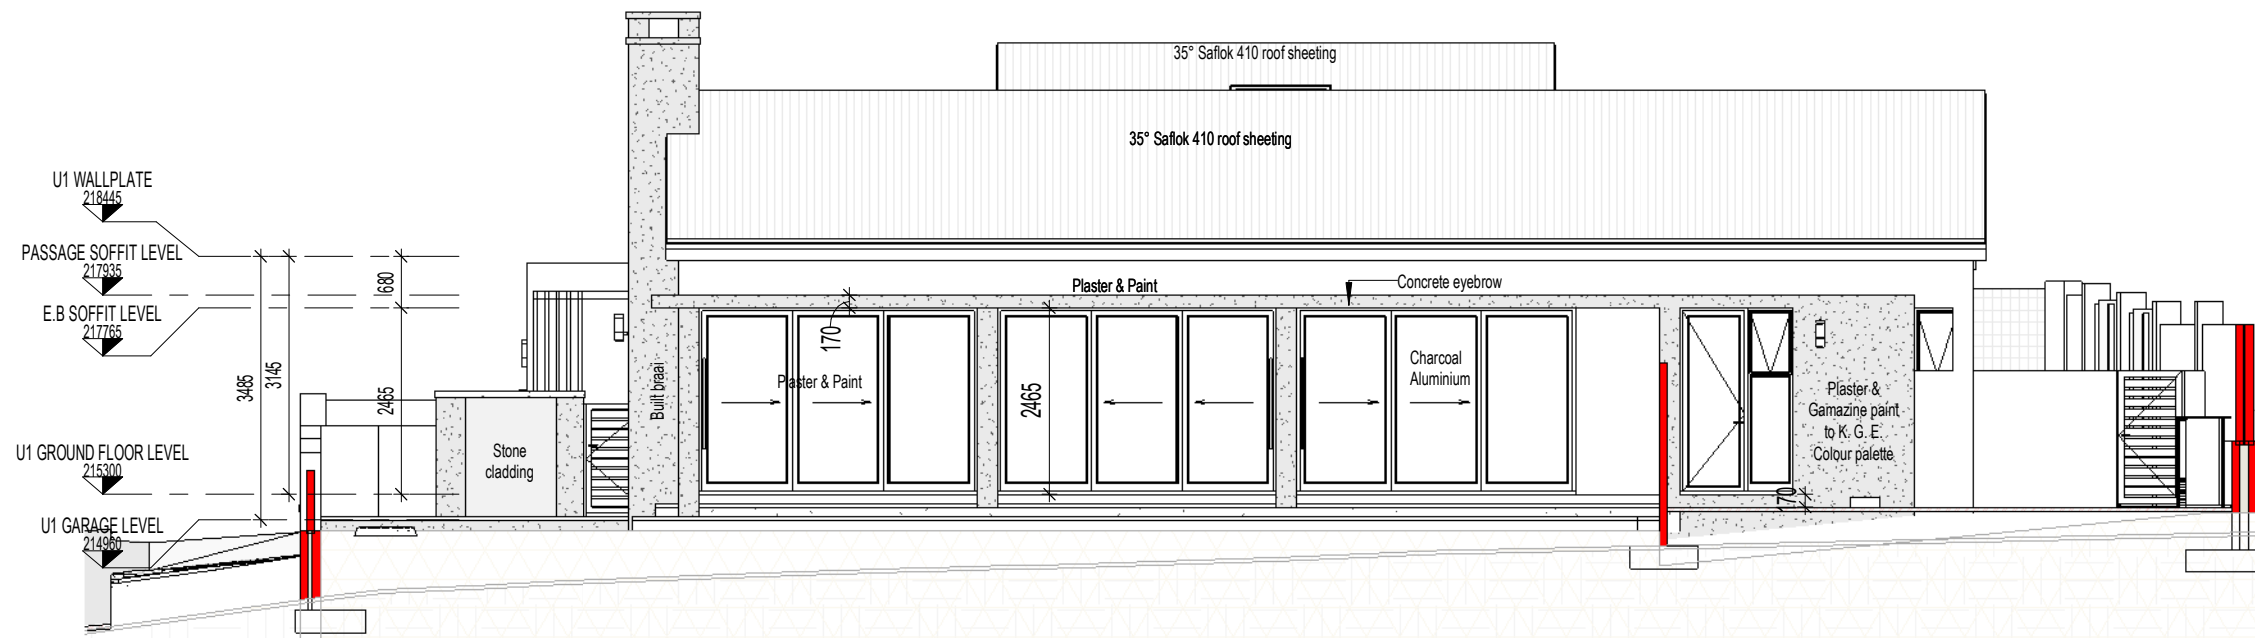 35° Saflok 410 roof sheeting
35° Saflok 410 roof sheeting
U1 WALLPLATE
218445
PASSAGE SOFFIT LEVEL
217935
E.B SOFFIT LEVEL
217765
U1 GROUND FLOOR LEVEL
215300
U1 GARAGE LEVEL
214960
3485
3145
680
2465
Stone
cladding
Built braai
Plaster & Paint
Concrete eyebrow
170
Plaster & Paint
2465
Charcoal
Aluminium
Plaster &
Gamazine paint
to K. G. E.
Colour palette
170